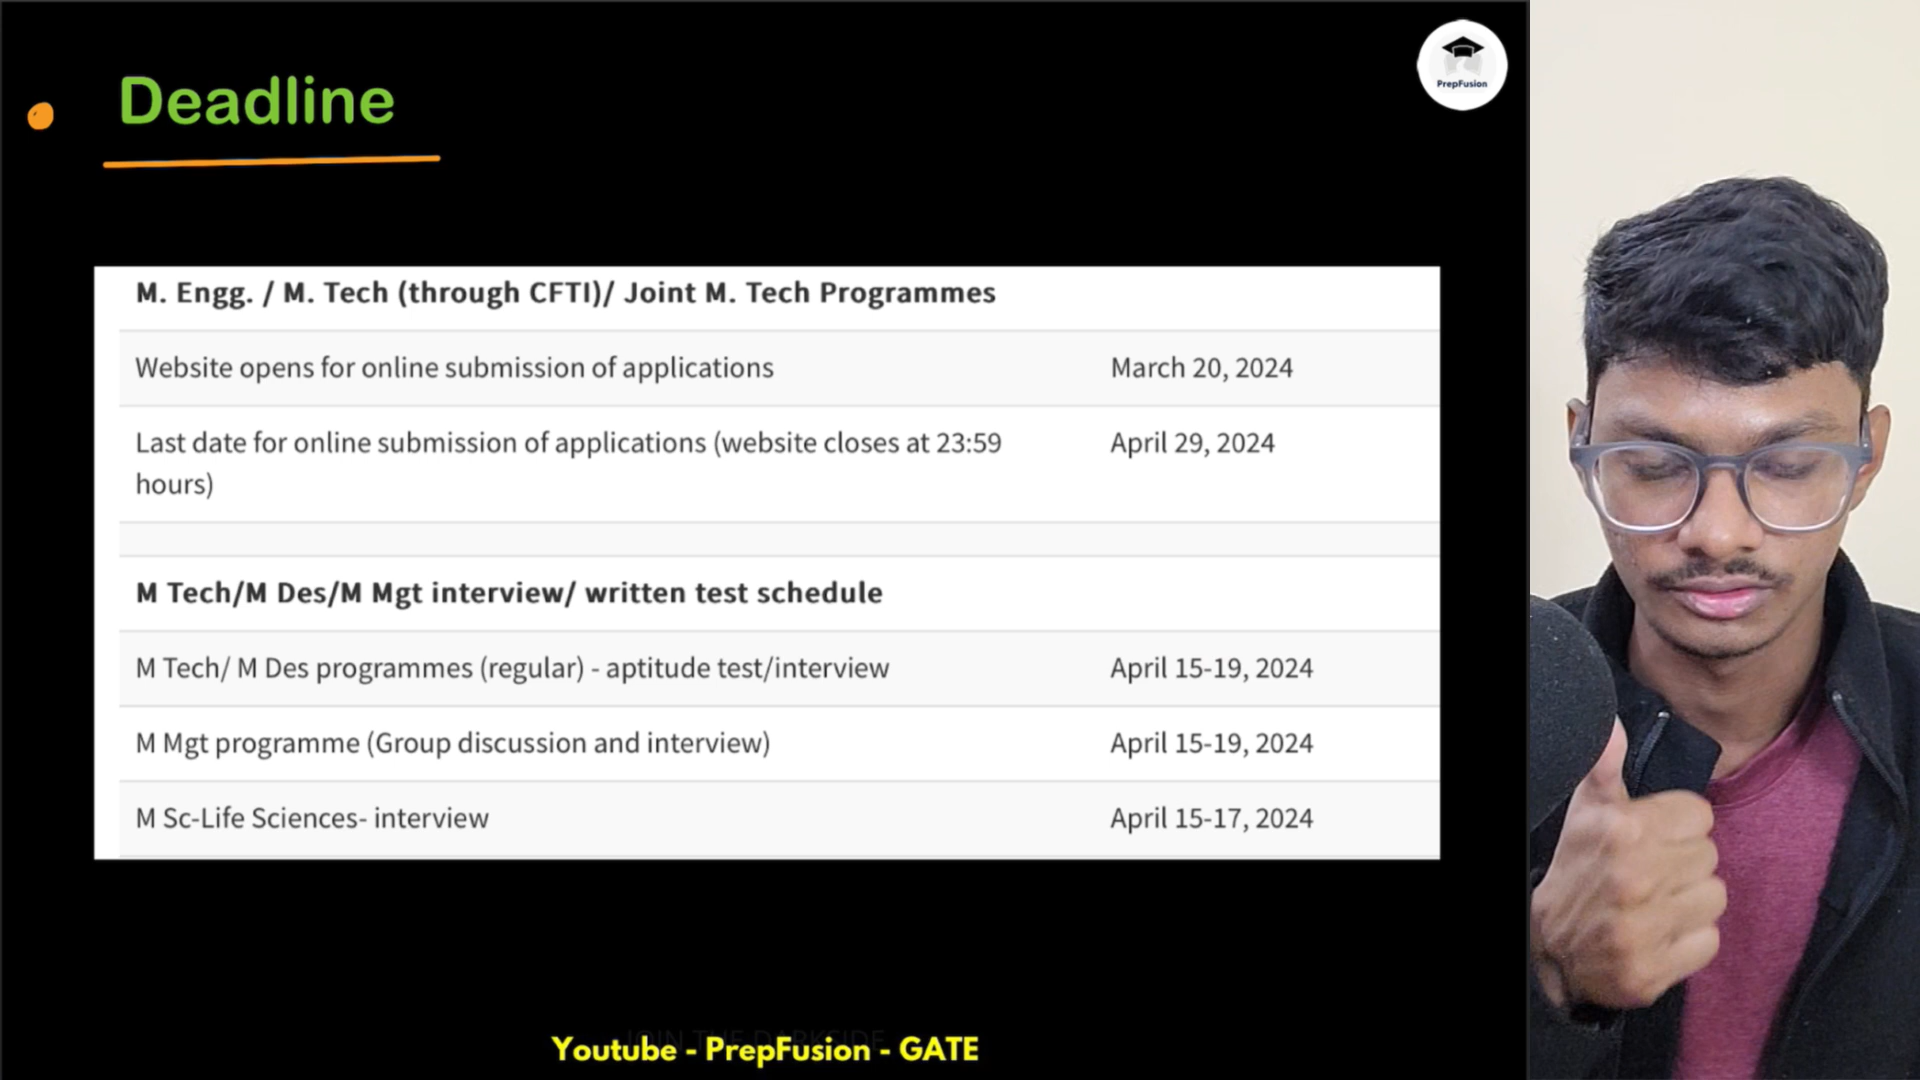 Deadline
PrepFusion
M. Engg. / M. Tech (through CFTI)/ Joint M. Tech Programmes
Website opens for online submission of applications March 20, 2024
Last date for online submission of applications (website closes at 23:59 April 29, 2024
hours)
M Tech/M Des/M Mgt interview/ written test schedule
M Tech/ M Des programmes (regular) - aptitude test/interview April 15-19, 2024
M Mgt programme (Group discussion and interview) April 15-19, 2024
M Sc-Life Sciences- interview April 15-17, 2024
JOIN THE DARKSIDE
Youtube - PrepFusion - GATE